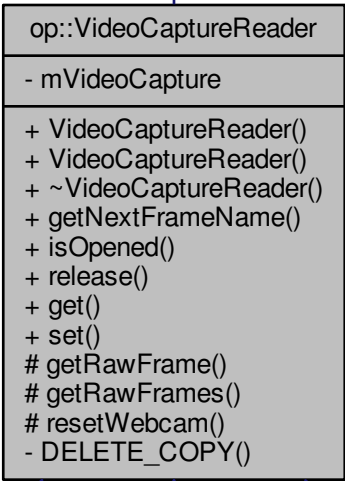 op::VideoCaptureReader
- mVideoCapture
+ VideoCaptureReader()
+ VideoCaptureReader()
+ ~VideoCaptureReader()
+ getNextFrameName()
+ isOpened()
+ release()
+ get()
+ set()
# getRawFrame()
# getRawFrames()
# resetWebcam()
- DELETE_COPY()